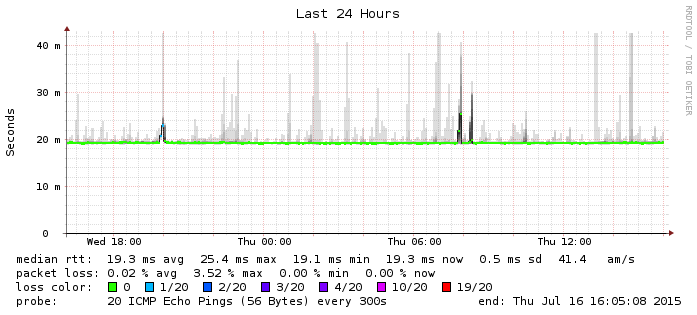 Last 24 Hours
RRDTOOL / TOBI OETIKER
Seconds
40 m
30 m
20 m
10 m
0
Wed 18:00 Thu 00:00 Thu 06:00 Thu 12:00
median rtt: 19.3 ms avg 25.4 ms max 19.1 ms min 19.3 ms now 0.5 ms sd 41.4 am/s
packet loss: 0.02 % avg 3.52 % max 0.00 % min 0.00 % now
loss color: 0 1/20 2/20 3/20 4/20 10/20 19/20
probe: 20 ICMP Echo Pings (56 Bytes) every 300s end: Thu Jul 16 16:05:08 2015